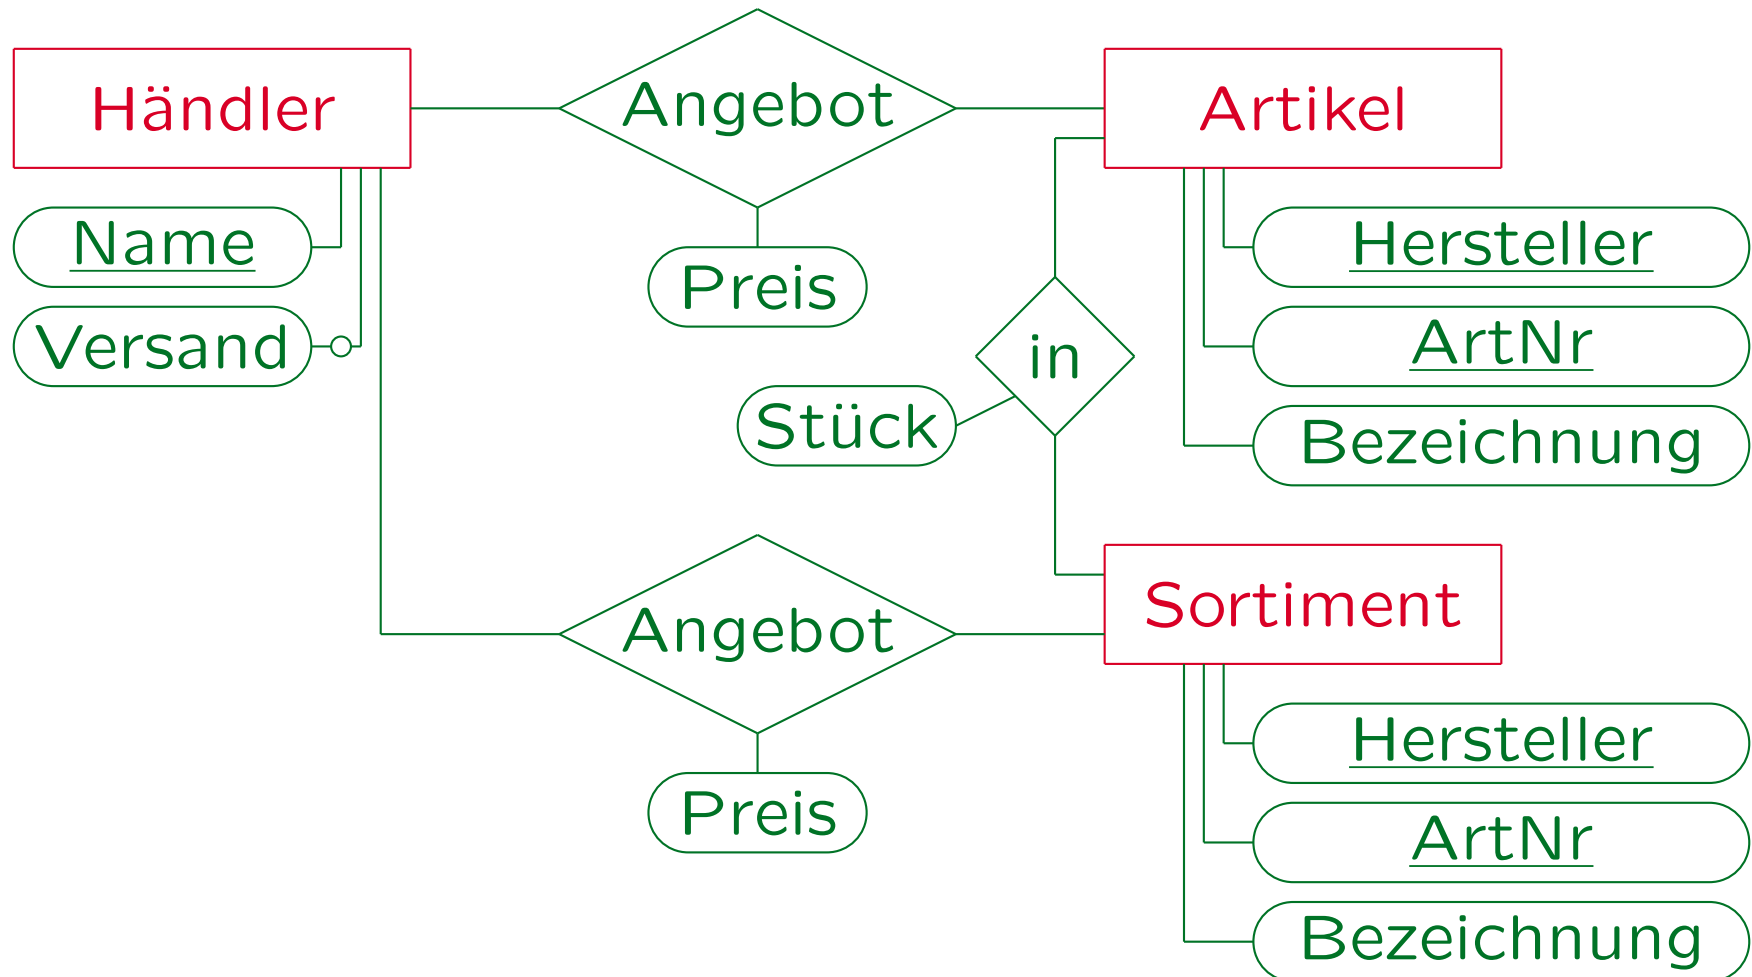 Händler
Angebot
Artikel
Name
Preis
Hersteller
Versand
in
ArtNr
Stück
Bezeichnung
Angebot
Sortiment
Preis
Hersteller
ArtNr
Bezeichnung